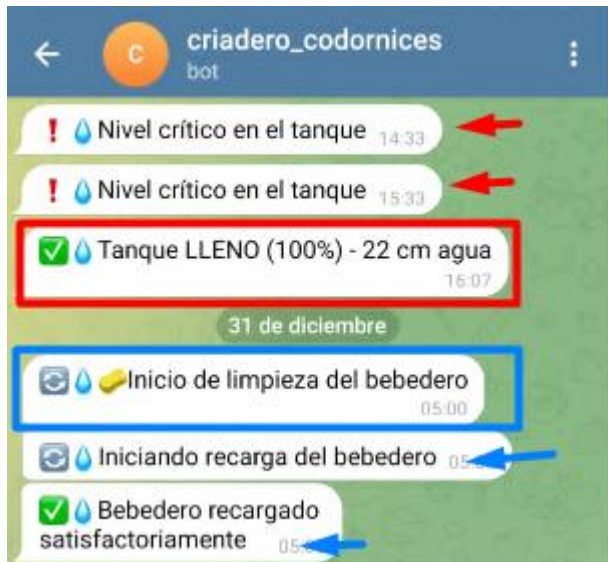 criadero_codornices
bot
Nivel crítico en el tanque 14:33
Nivel crítico en el tanque 15:33
Tanque LLENO (100%) - 22 cm agua
16:07
31 de diciembre
Inicio de limpieza del bebedero
05:00
Iniciando recarga del bebedero
Bebedero recargado
satisfactoriamente